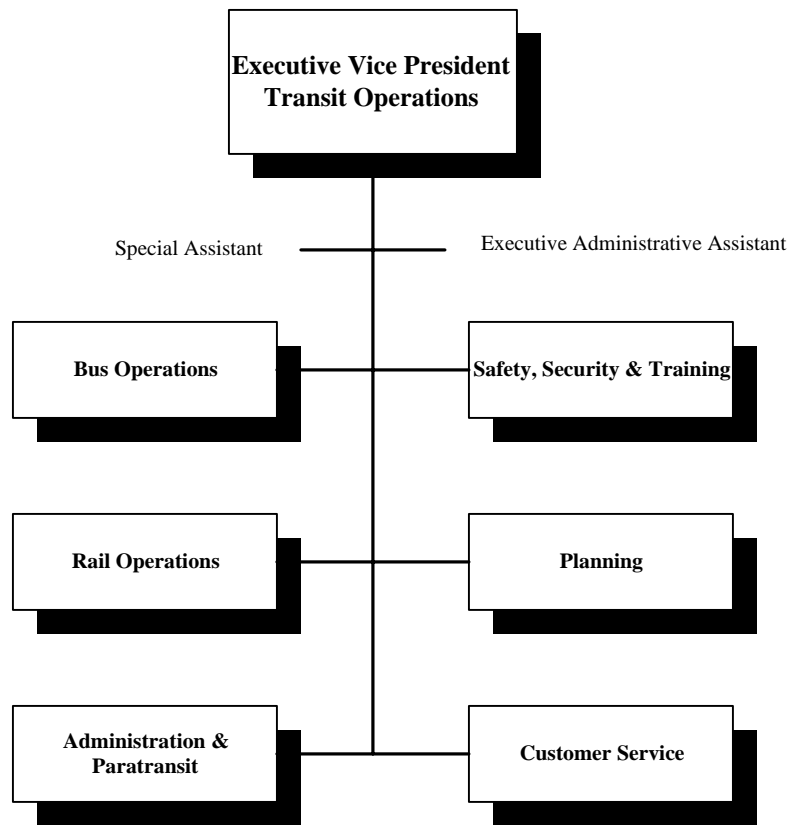 Executive Vice President
Transit Operations
Special Assistant
Executive Administrative Assistant
Bus Operations
Safety, Security & Training
Rail Operations
Planning
Administration &
Paratransit
Customer Service